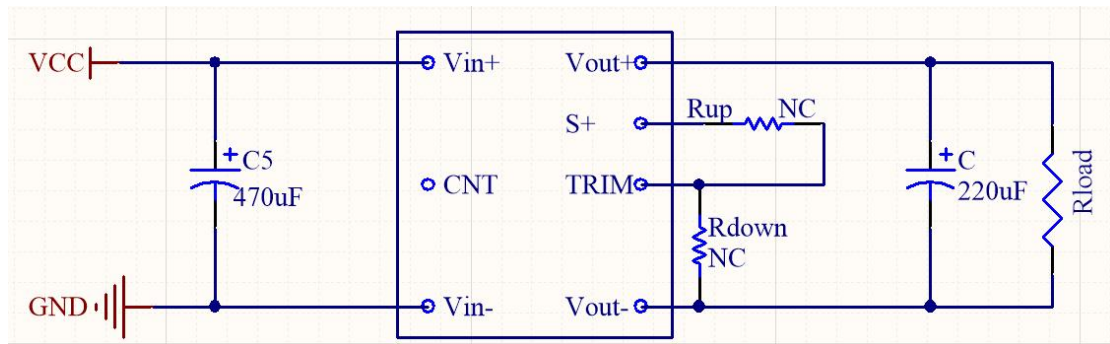 VCC
Vin+
Vout+
S+
Rup
NC
+
C5
470uF
CNT
TRIM
+
C
220uF
Rload
Rdown
NC
GND
Vin-
Vout-